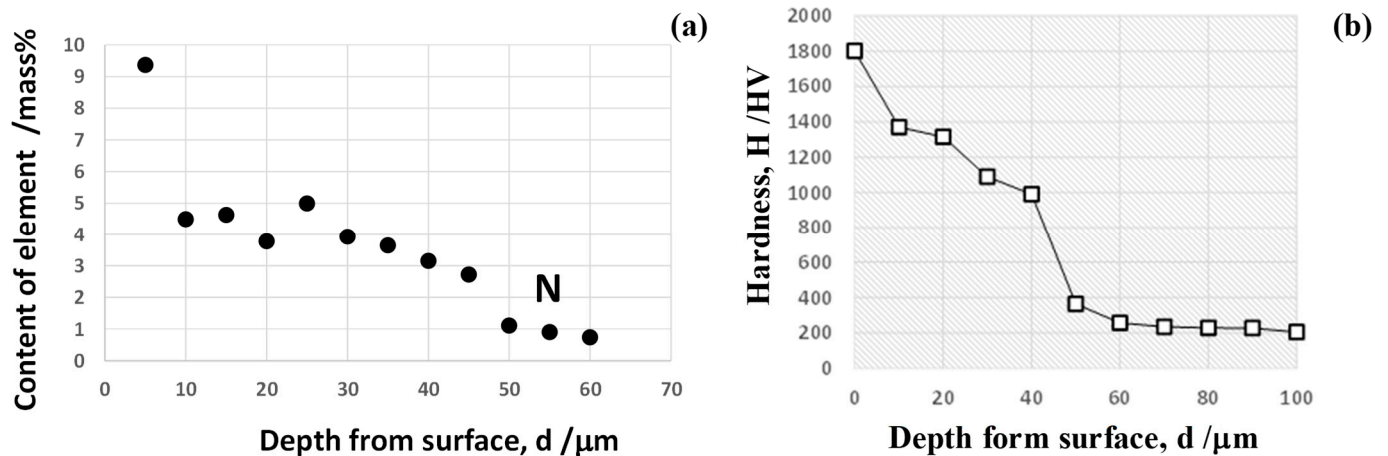 (a)
Content of element /mass%
10
9
8
7
6
5
4
3
2
1
0
N
0 10 20 30 40 50 60 70
Depth from surface, d /μm
(b)
Hardness, H /HV
2000
1800
1600
1400
1200
1000
800
600
400
200
0
0 20 40 60 80 100
Depth form surface, d /μm